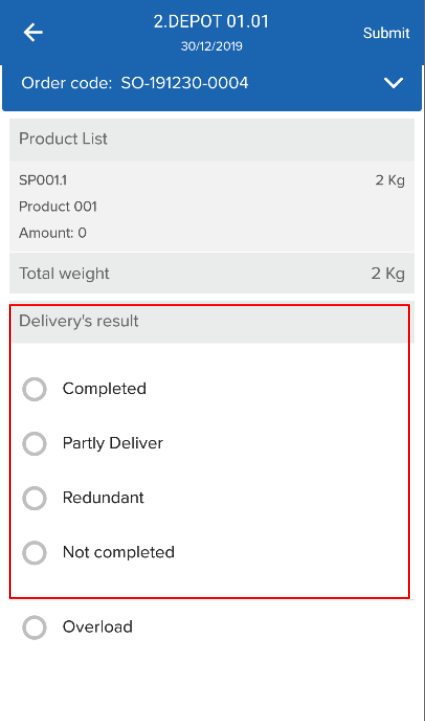 2.DEPOT 01.01
30/12/2019
Submit
Order code: SO-191230-0004
Product List
SP001.1 2 Kg
Product 001
Amount: 0
Total weight 2 Kg
Delivery's result
Completed
Partly Deliver
Redundant
Not completed
Overload